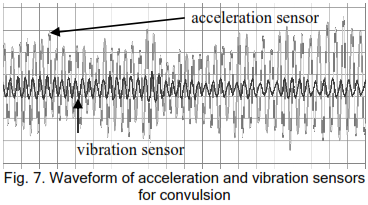 acceleration sensor
vibration sensor
Fig. 7. Waveform of acceleration and vibration sensors
for convulsion